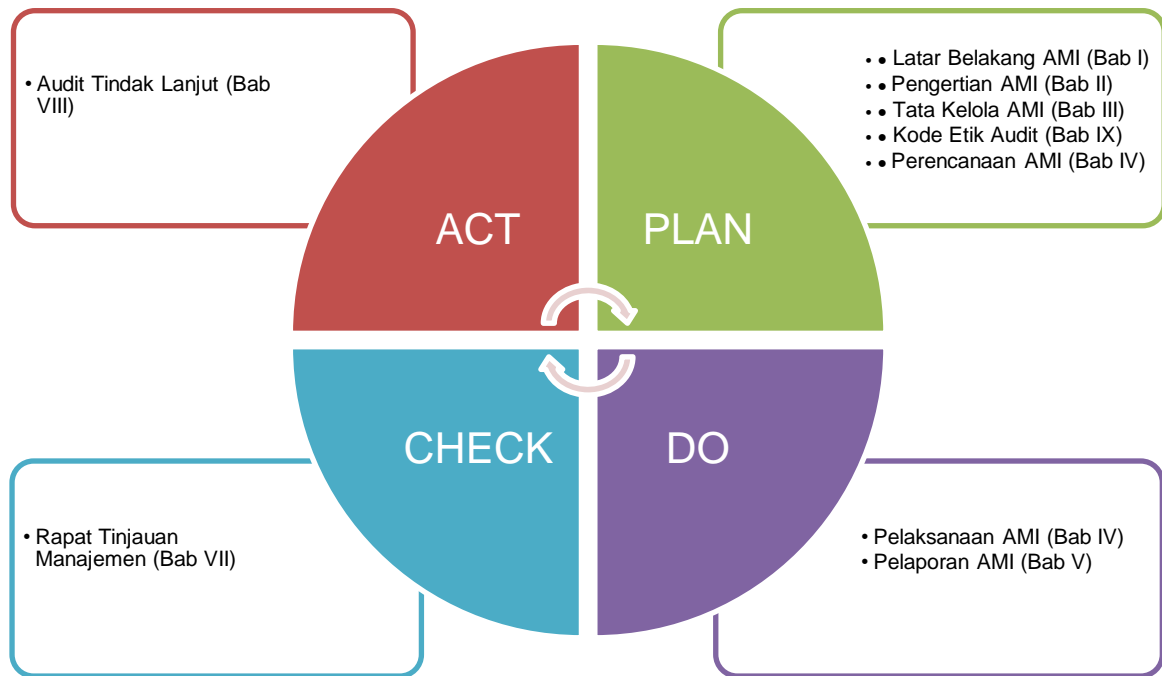 • Audit Tindak Lanjut (Bab
VIII)
• • Latar Belakang AMI (Bab I)
• • Pengertian AMI (Bab II)
• • Tata Kelola AMI (Bab III)
• • Kode Etik Audit (Bab IX)
• • Perencanaan AMI (Bab IV)
ACT
PLAN
CHECK
DO
• Rapat Tinjauan
Manajemen (Bab VII)
• Pelaksanaan AMI (Bab IV)
• Pelaporan AMI (Bab V)